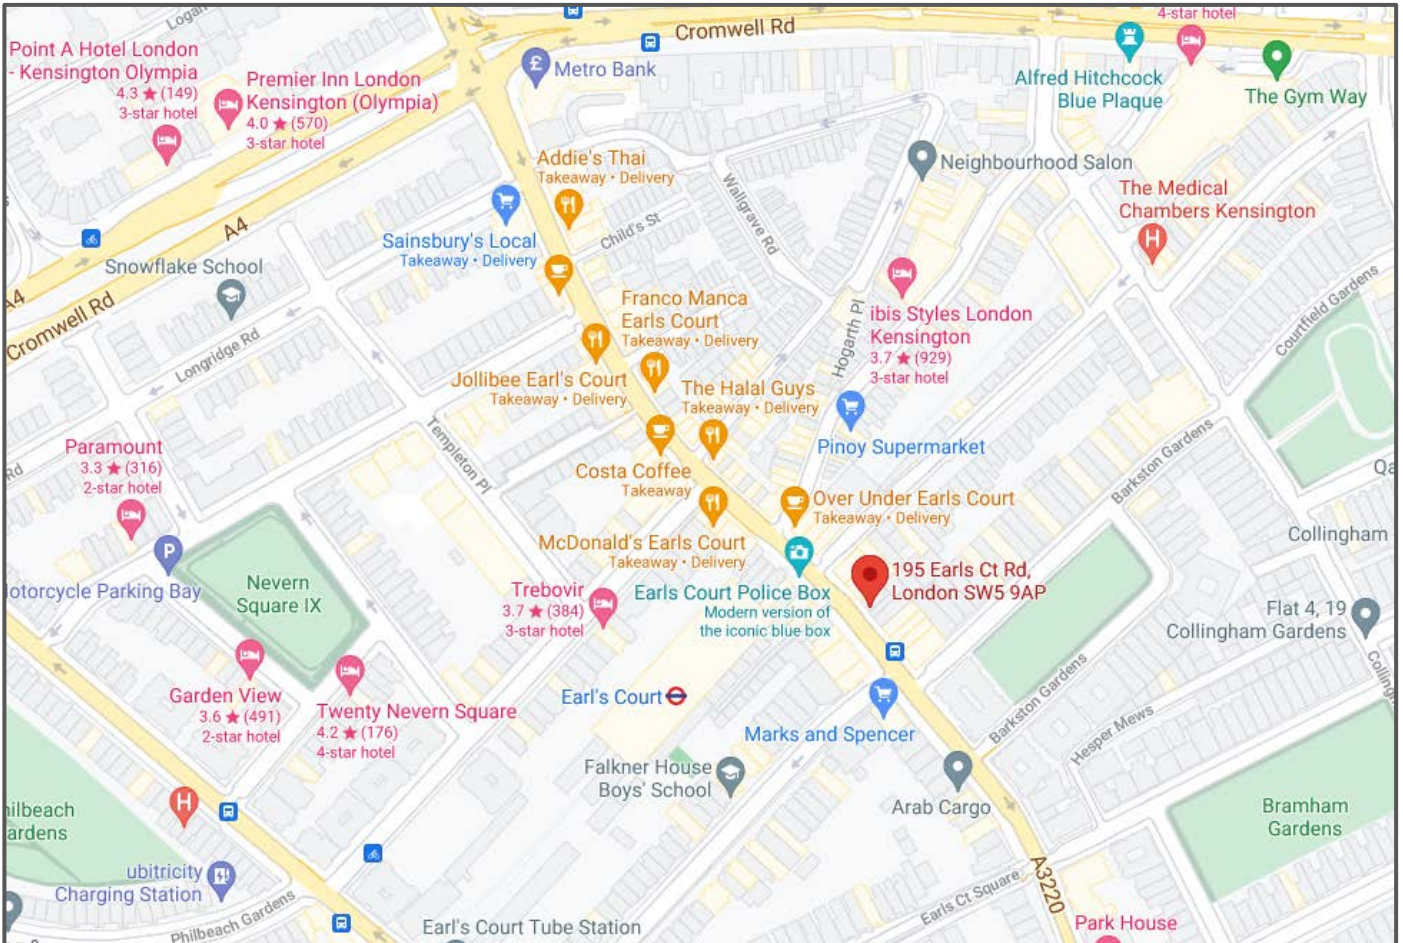 Logan
Cromwell Rd
4-star hotel
Point A Hotel London
- Kensington Olympia
4.3 ★ (149)
3-star hotel
Premier Inn London
Kensington (Olympia)
4.0 ★ (570)
3-star hotel
£
Metro Bank
Alfred Hitchcock
Blue Plaque
The Gym Way
Addie's Thai
Takeaway • Delivery
Neighbourhood Salon
The Medical
Chambers Kensington
H
Wallgrave Rd
Child's St
A4
Sainsbury's Local
Takeaway • Delivery
Snowflake School
A4
Cromwell Rd
Longridge Rd
Franco Manca
Earls Court
Takeaway • Delivery
Hogarth Pl
ibis Styles London
Kensington
3.7 ★ (929)
3-star hotel
Courtfield Gardens
Jollibee Earl's Court
Takeaway • Delivery
The Halal Guys
Takeaway • Delivery
Pinoy Supermarket
Paramount
3.3 ★ (316)
2-star hotel
Rd
Templeton Pl
Costa Coffee
Takeaway
Barkston Gardens
Qa
Over Under Earls Court
Takeaway • Delivery
McDonald's Earls Court
Takeaway • Delivery
Collingham
P
otorcycle Parking Bay
Nevern
Square IX
195 Earls Ct Rd,
London SW5 9AP
Trebovir
3.7 ★ (384)
3-star hotel
Earls Court Police Box
Modern version of
the iconic blue box
Flat 4, 19
Collingham Gardens
Colling
Garden View
3.6 ★ (491)
2-star hotel
Twenty Nevern Square
4.2 ★ (176)
4-star hotel
Earl's Court
Marks and Spencer
Barkston Gardens
Hesper Mews
Falkner House
Boys' School
Arab Cargo
Bramham
Gardens
H
hilbeach
ardens
ubitricity
Charging Station
A3220
Earls Ct Square
Philbeach Gardens
Earl's Court Tube Station
Park House